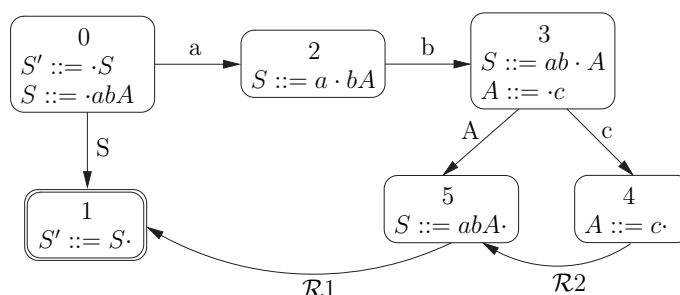 0
S′ ::= ·S
S ::= ·abA
a
2
S ::= a · bA
b
3
S ::= ab · A
A ::= ·c
S
A
c
1
S′ ::= S·
5
S ::= abA·
4
A ::= c·
ℛ1
ℛ2